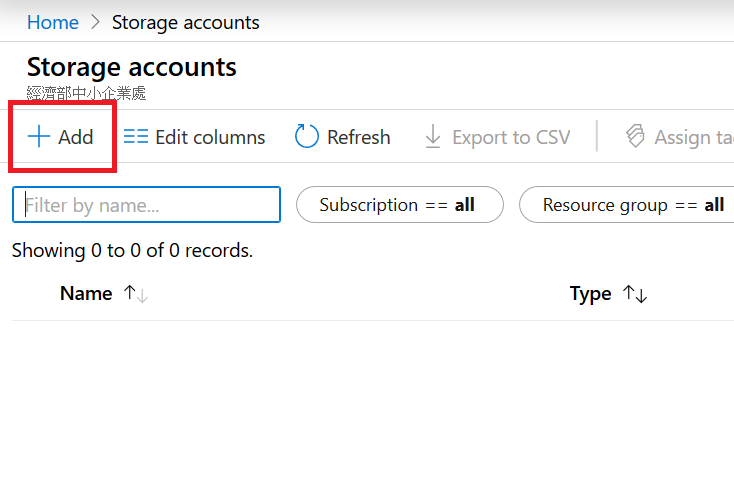 Home > Storage accounts
Storage accounts
經濟部中小企業處
+ Add Edit columns Refresh Export to CSV Assign
Filter by name... Subscription == all Resource group == all
Showing 0 to 0 of 0 records.
Name ↑↓ Type ↑↓